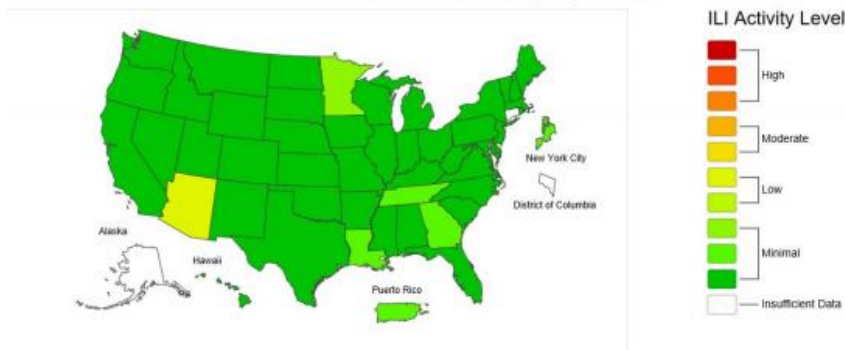 ILI Activity Level
High
Moderate
Low
Minimal
Insufficient Data
New York City
District of Columbia
Alaska
Hawaii
Puerto Rico